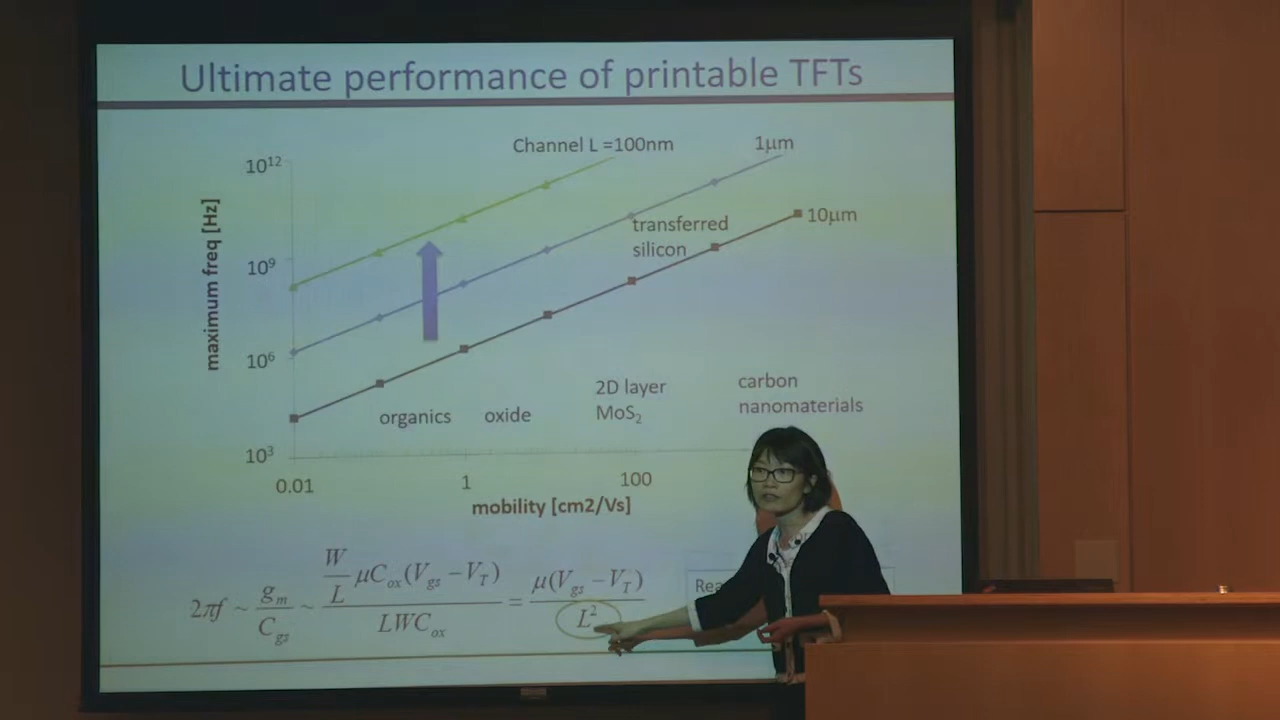 Ultimate performance of printable TFTs
Channel L =100nm
1μm
10μm
10¹²
10⁹
10⁶
10³
maximum freq [Hz]
transferred
silicon
organics
oxide
2D layer
MoS₂
carbon
nanomaterials
0.01
1
100
mobility [cm2/Vs]
2πf ~ gₘ / C_gs ~ W/L μC_ox(V_gs − V_T) / LWC_ox = μ(V_gs − V_T) / L²